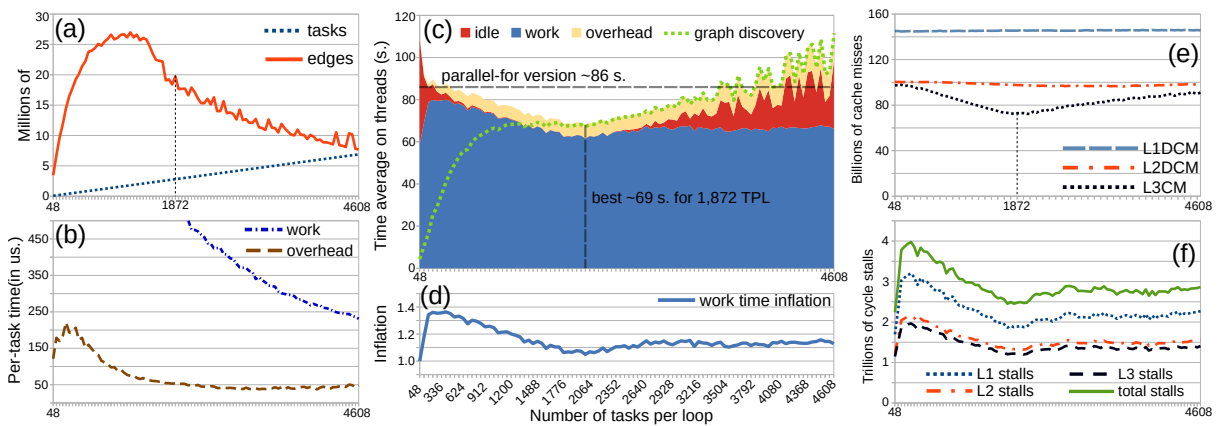 (a)
tasks
edges
Millions of
30
25
20
15
10
5
0
48
1872
4608
(b)
work
overhead
Per-task time(in us.)
450
350
250
150
50
48
4608
(c)
idle
work
overhead
graph discovery
parallel-for version ~86 s.
best ~69 s. for 1,872 TPL
Time average on threads (s.)
120
100
80
60
40
20
0
48
4608
(d)
work time inflation
Inflation
1.4
1.2
1.0
48
336
624
912
1200
1488
1776
2064
2352
2640
2928
3216
3504
3792
4080
4368
4608
Number of tasks per loop
(e)
L1DCM
L2DCM
L3CM
Billions of cache misses
160
120
80
40
0
48
1872
4608
(f)
L1 stalls
L3 stalls
L2 stalls
total stalls
Trillions of cycle stalls
4
3
2
1
0
48
4608